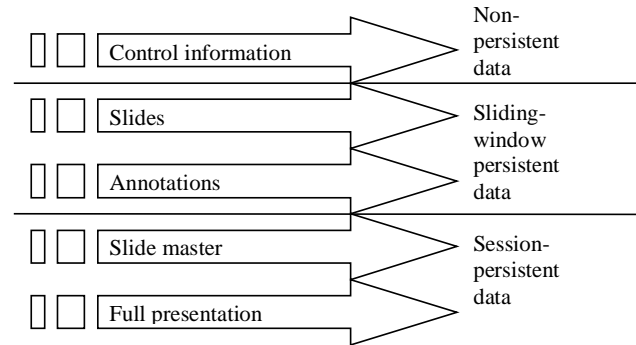 Control information
Non-
persistent
data
Slides
Annotations
Sliding-
window
persistent
data
Slide master
Full presentation
Session-
persistent
data